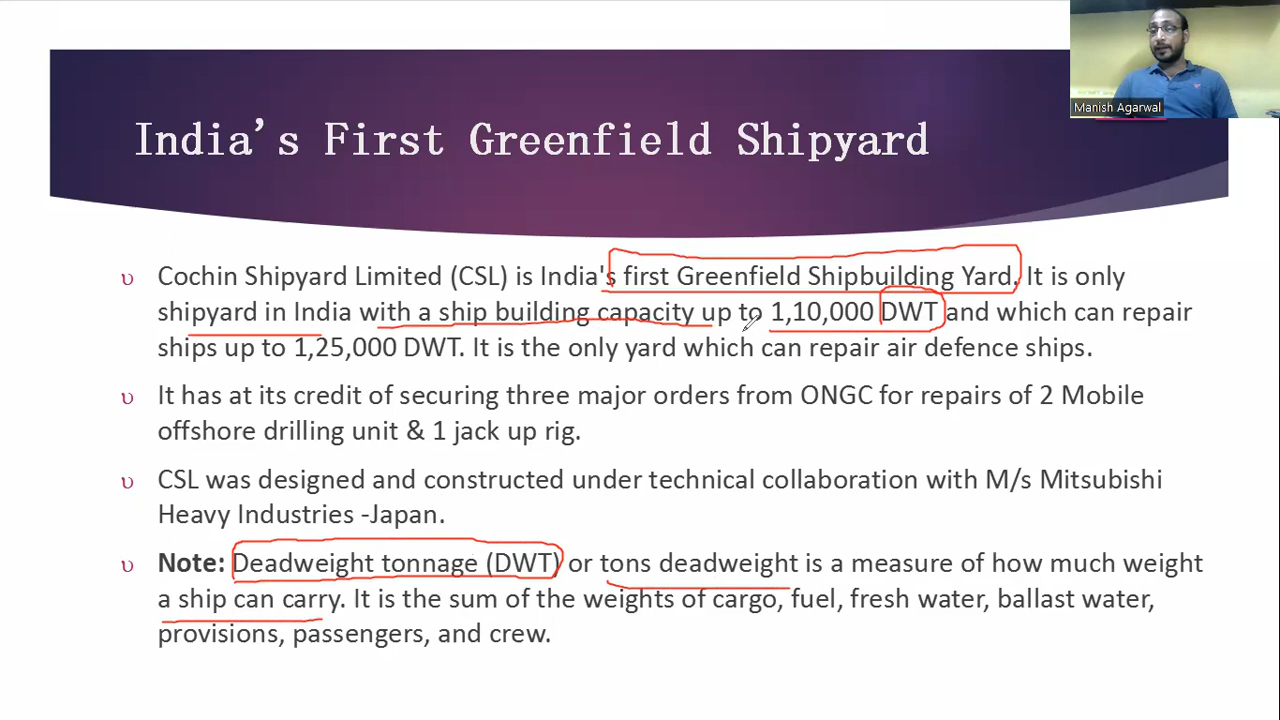 Manish Agarwal
India's First Greenfield Shipyard
υ Cochin Shipyard Limited (CSL) is India's first Greenfield Shipbuilding Yard. It is only
shipyard in India with a ship building capacity up to 1,10,000 DWT and which can repair
ships up to 1,25,000 DWT. It is the only yard which can repair air defence ships.
υ It has at its credit of securing three major orders from ONGC for repairs of 2 Mobile
offshore drilling unit & 1 jack up rig.
υ CSL was designed and constructed under technical collaboration with M/s Mitsubishi
Heavy Industries -Japan.
υ Note: Deadweight tonnage (DWT) or tons deadweight is a measure of how much weight
a ship can carry. It is the sum of the weights of cargo, fuel, fresh water, ballast water,
provisions, passengers, and crew.